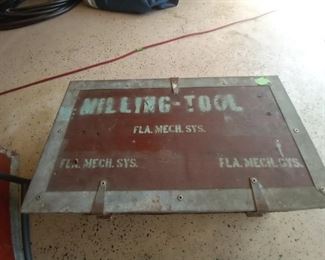 MILLING-TOOL
FLA. MECH. SYS.
FLA. MECH. SYS. FLA. MECH. SYS.